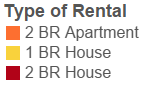 Type of Rental
2 BR Apartment
1 BR House
2 BR House